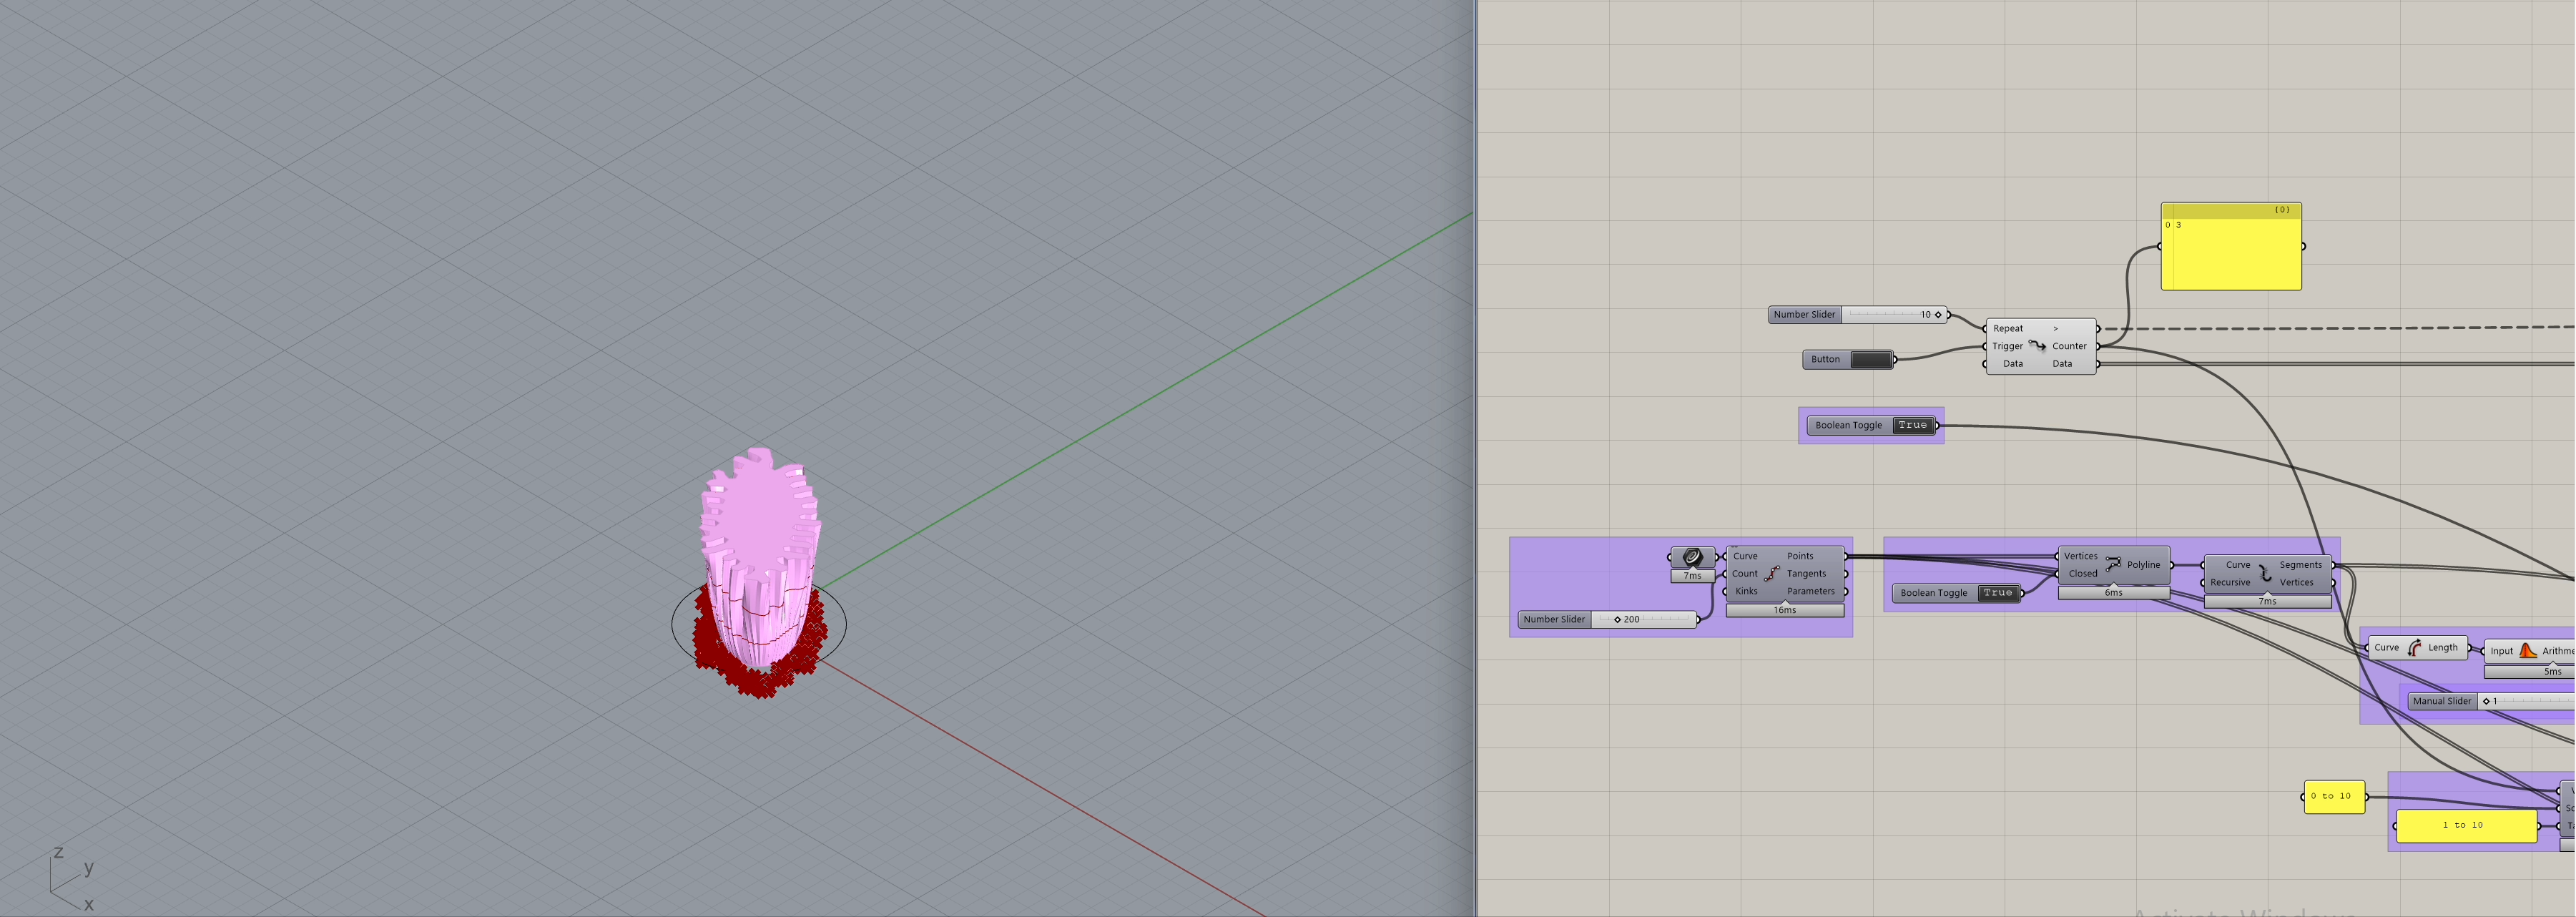 z
y
x
{0}
0 3
Number Slider 10
Repeat >
Trigger Counter
Data Data
Button
Boolean Toggle True
Curve Points
Count Tangents
Kinks Parameters
7ms
16ms
Number Slider 200
Vertices Polyline
Closed
Boolean Toggle True
6ms
Curve Segments
Recursive Vertices
7ms
Curve Length
Input Arithme
5ms
Manual Slider 1
0 to 10
1 to 10